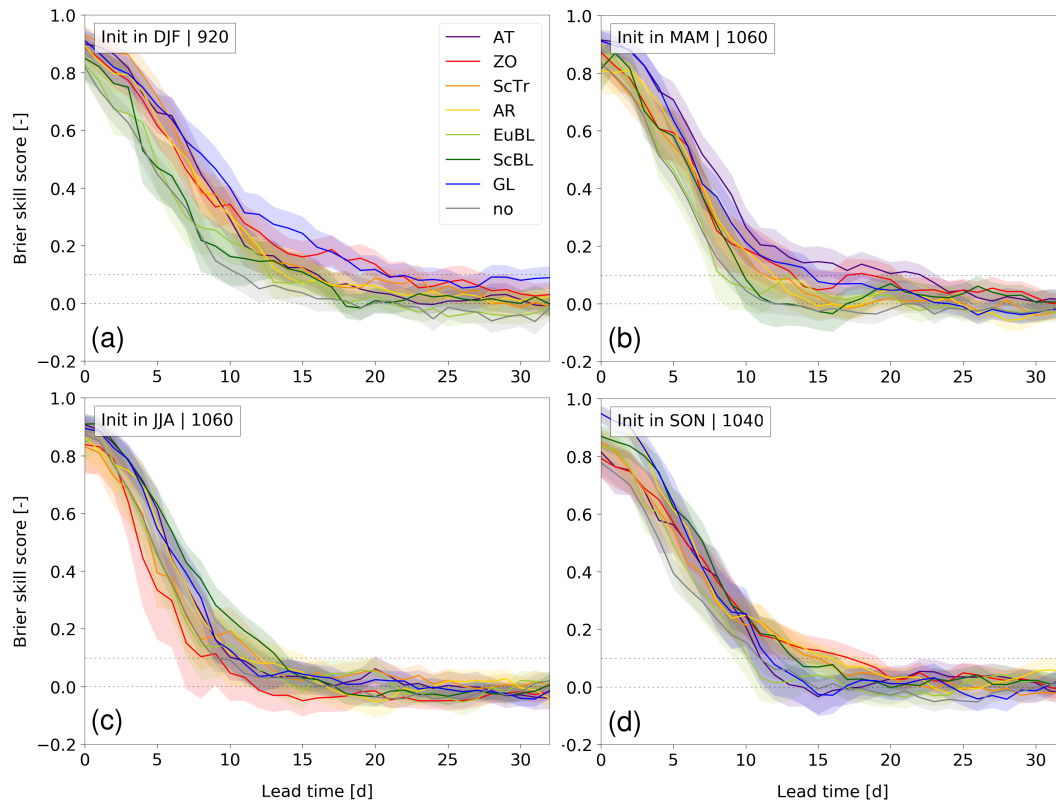 Init in DJF | 920
AT
ZO
ScTr
AR
EuBL
ScBL
GL
no
Brier skill score [-]
1.0
0.8
0.6
0.4
0.2
0.0
−0.2
(a)
0 5 10 15 20 25 30
Init in MAM | 1060
1.0
0.8
0.6
0.4
0.2
0.0
-0.2
(b)
0 5 10 15 20 25 30
Init in JJA | 1060
Brier skill score [-]
1.0
0.8
0.6
0.4
0.2
0.0
−0.2
(c)
0 5 10 15 20 25 30
Lead time [d]
Init in SON | 1040
1.0
0.8
0.6
0.4
0.2
0.0
−0.2
(d)
0 5 10 15 20 25 30
Lead time [d]